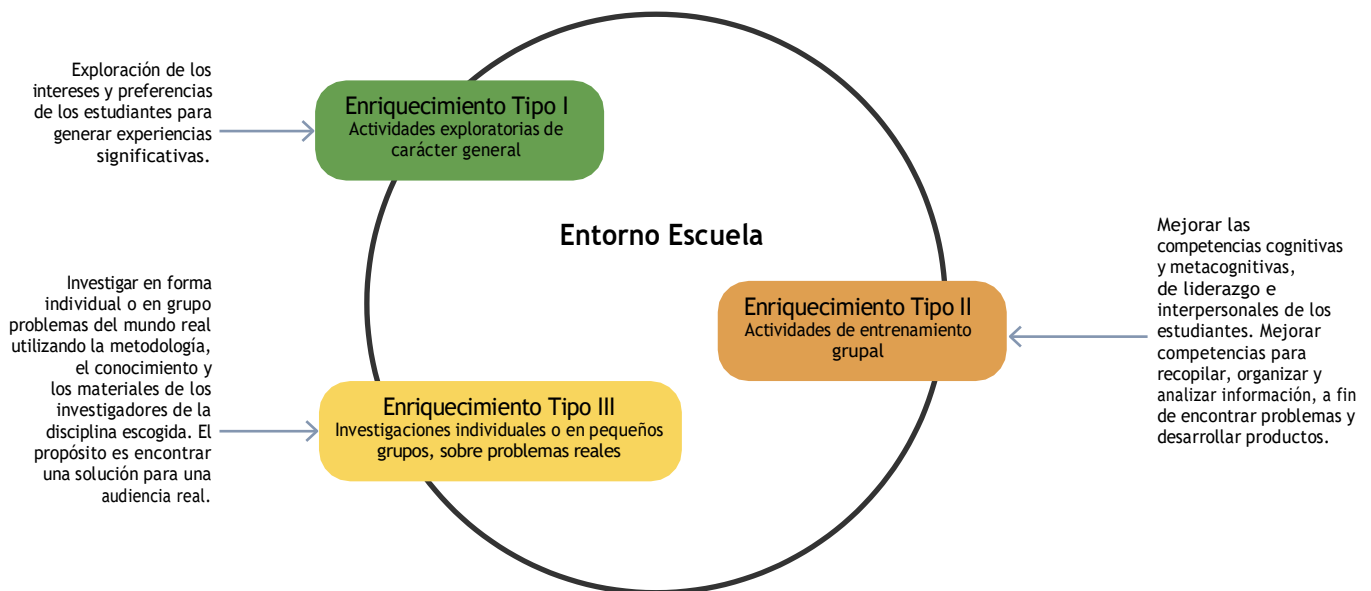 Exploración de los
intereses y preferencias
de los estudiantes para
generar experiencias
significativas.
Enriquecimiento Tipo I
Actividades exploratorias de
carácter general
Entorno Escuela
Mejorar las
competencias cognitivas
y metacognitivas,
de liderazgo e
interpersonales de los
estudiantes. Mejorar
competencias para
recopilar, organizar y
analizar información, a fin
de encontrar problemas y
desarrollar productos.
Enriquecimiento Tipo II
Actividades de entrenamiento
grupal
Investigar en forma
individual o en grupo
problemas del mundo real
utilizando la metodología,
el conocimiento y
los materiales de los
investigadores de la
disciplina escogida. El
propósito es encontrar
una solución para una
audiencia real.
Enriquecimiento Tipo III
Investigaciones individuales o en pequeños
grupos, sobre problemas reales